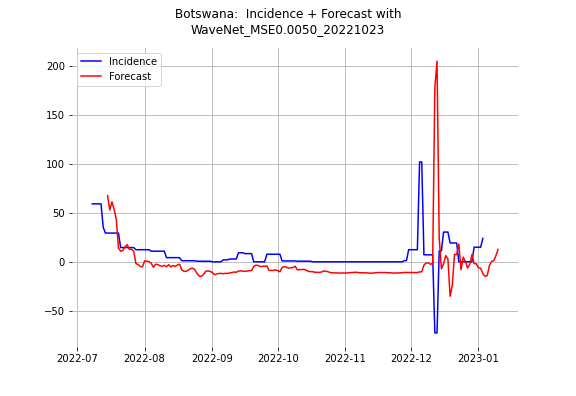 Botswana:  Incidence + Forecast with
WaveNet_MSE0.0050_20221023
Incidence
Forecast
200
150
100
50
0
−50
2022-07 2022-08 2022-09 2022-10 2022-11 2022-12 2023-01